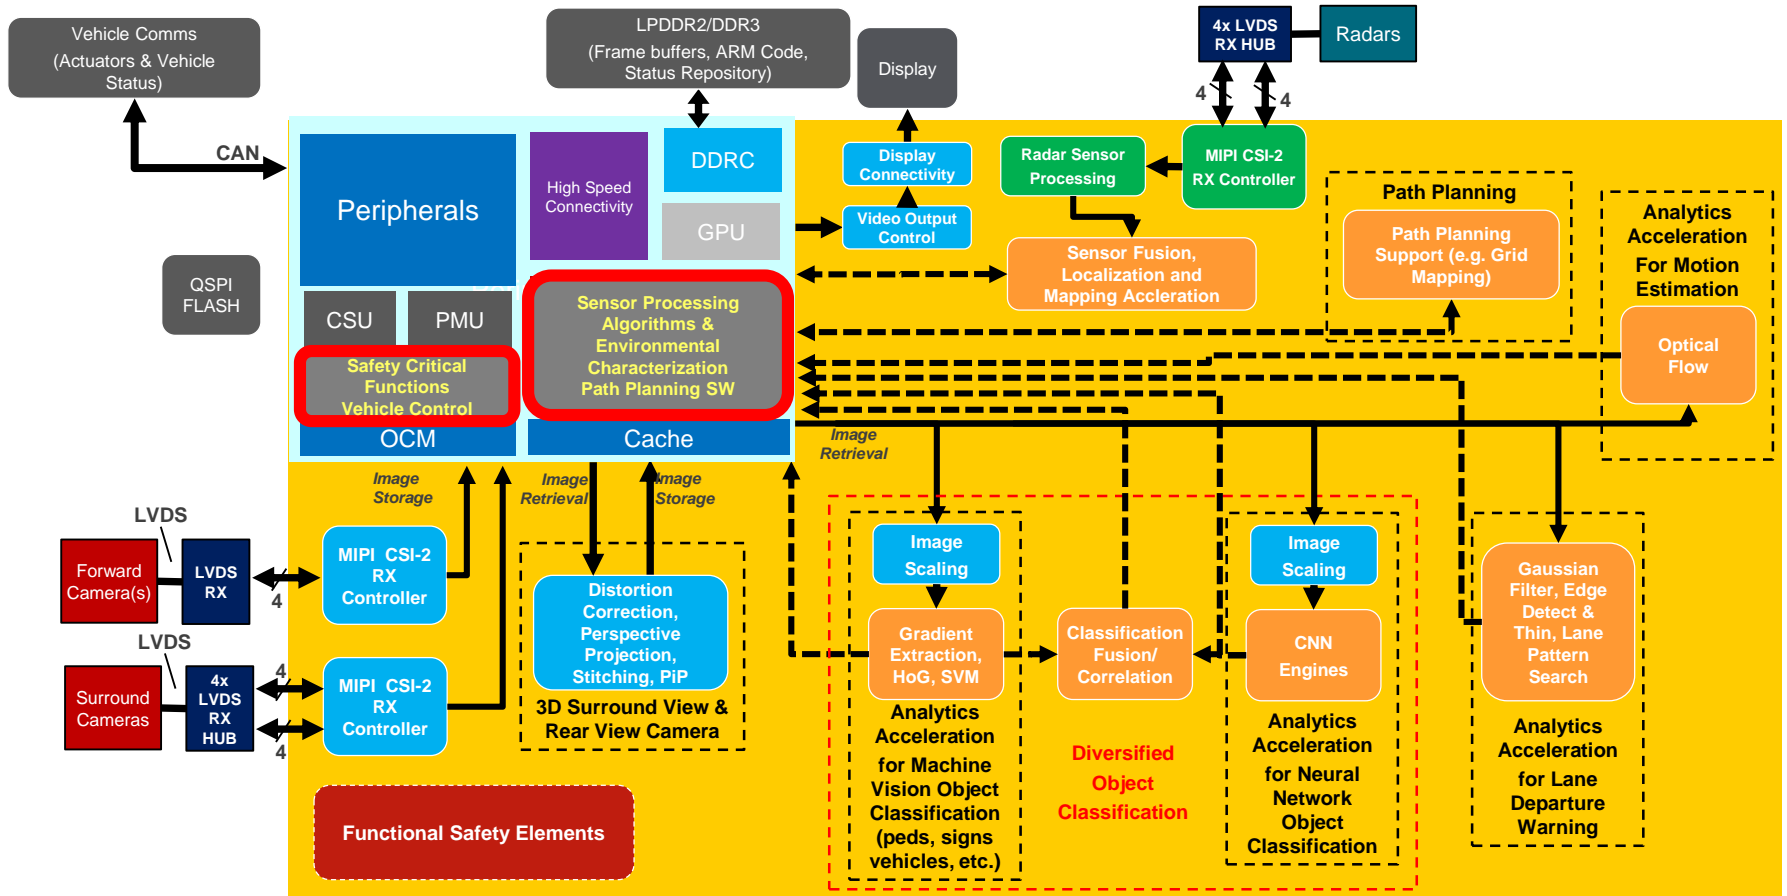 Vehicle Comms
(Actuators & Vehicle
Status)
LPDDR2/DDR3
(Frame buffers, ARM Code,
Status Repository)
Display
4x LVDS
RX HUB
Radars
4
4
CAN
Peripherals
High Speed
Connectivity
DDRC
GPU
Display
Connectivity
Video Output
Control
Radar Sensor
Processing
MIPI CSI-2
RX Controller
Sensor Fusion,
Localization and
Mapping Accleration
Path Planning
Path Planning
Support (e.g. Grid
Mapping)
Analytics
Acceleration
For Motion
Estimation
Optical
Flow
QSPI
FLASH
CSU
PMU
Safety Critical
Functions
Vehicle Control
Sensor Processing
Algorithms &
Environmental
Characterization
Path Planning SW
OCM
Cache
Image
Storage
Image
Retrieval
Image
Storage
Image
Retrieval
LVDS
Forward
Camera(s)
LVDS
RX
4
MIPI CSI-2
RX
Controller
LVDS
Surround
Cameras
4x
LVDS
RX
HUB
4
4
MIPI CSI-2
RX
Controller
Distortion
Correction,
Perspective
Projection,
Stitching, PiP
3D Surround View &
Rear View Camera
Image
Scaling
Gradient
Extraction,
HoG, SVM
Analytics
Acceleration
for Machine
Vision Object
Classification
(peds, signs
vehicles, etc.)
Classification
Fusion/
Correlation
Diversified
Object
Classification
Image
Scaling
CNN
Engines
Analytics
Acceleration
for Neural
Network
Object
Classification
Gaussian
Filter, Edge
Detect &
Thin, Lane
Pattern
Search
Analytics
Acceleration
for Lane
Departure
Warning
Functional Safety Elements